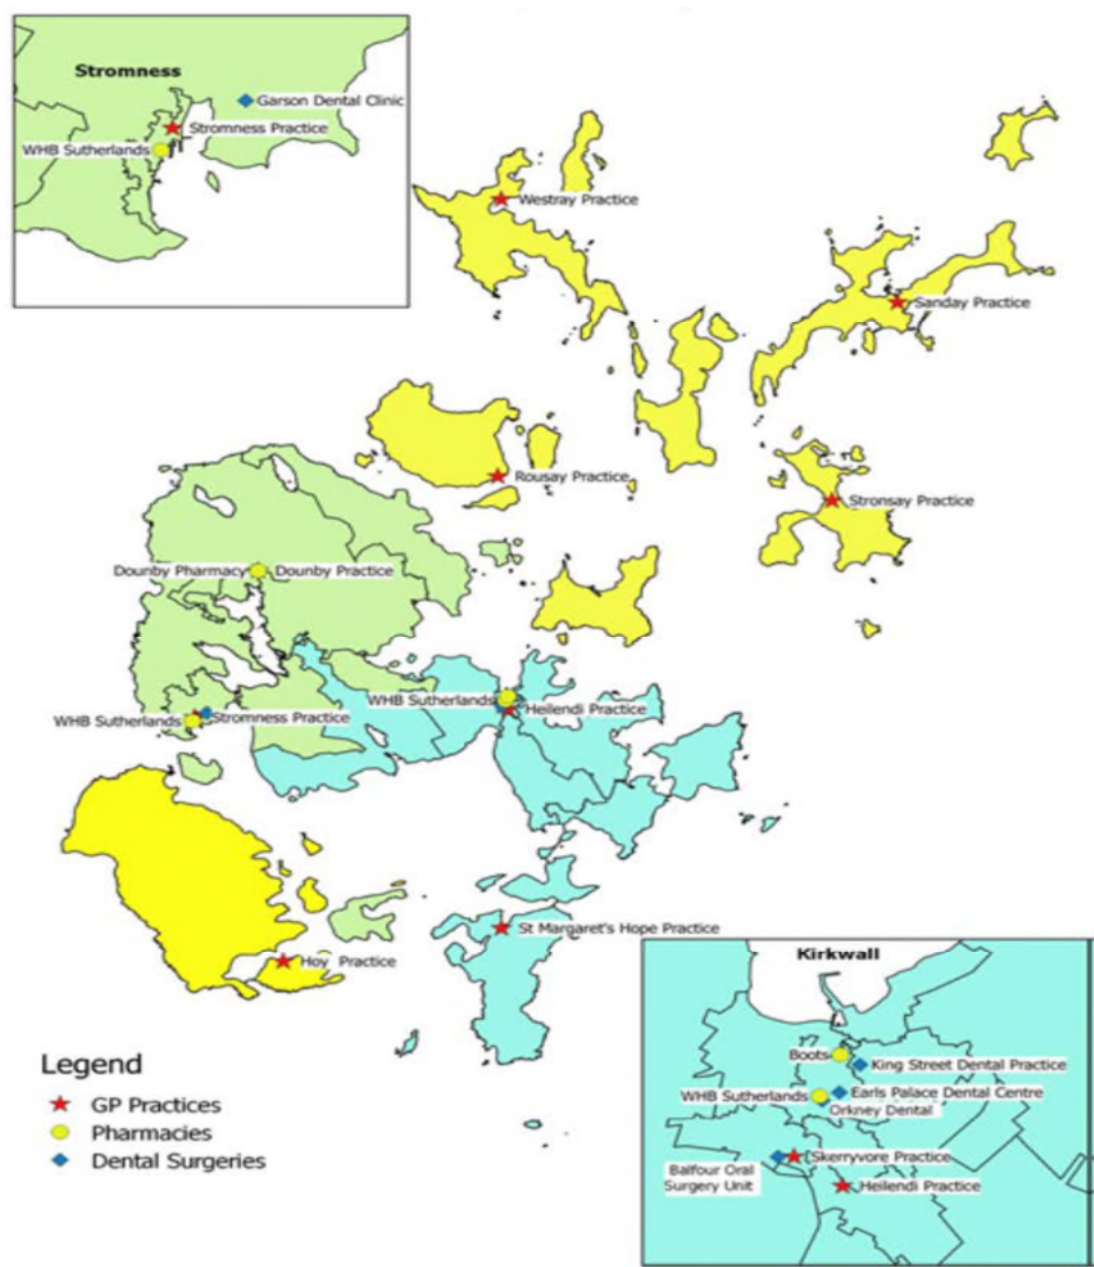 Stromness
Garson Dental Clinic
Stromness Practice
WHB Sutherlands
Westray Practice
Sanday Practice
Rousay Practice
Stronsay Practice
Dounby Pharmacy
Dounby Practice
WHB Sutherlands
Heilendi Practice
WHB Sutherlands
Stromness Practice
St Margaret's Hope Practice
Hoy Practice
Kirkwall
Boots
King Street Dental Practice
WHB Sutherlands
Earls Palace Dental Centre
Orkney Dental
Skerryvore Practice
Balfour Oral
Surgery Unit
Heilendi Practice
Legend
GP Practices
Pharmacies
Dental Surgeries